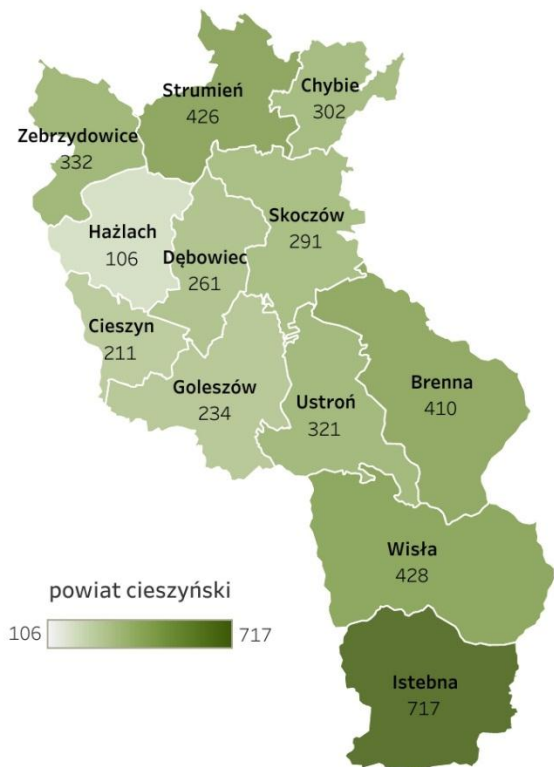 Strumień
426
Chybie
302
Zebrzydowice
332
Hażlach
106
Dębowiec
261
Skoczów
291
Cieszyn
211
Goleszów
234
Ustroń
321
Brenna
410
Wisła
428
Istebna
717
powiat cieszyński
106 717